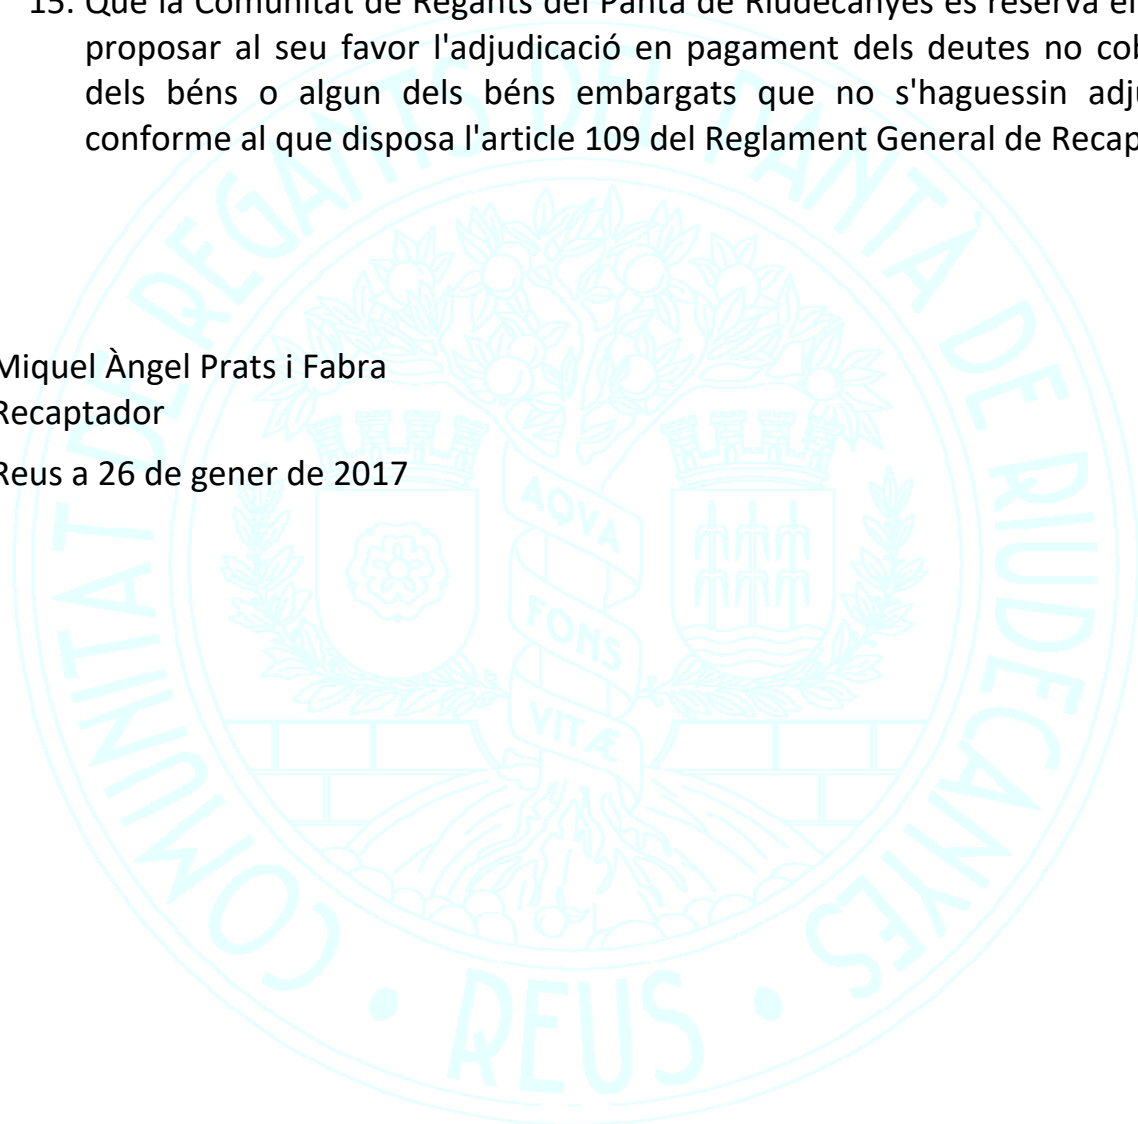 15. Que la Comunitat de Regants del Pantà de Riudecanyes es reserva el
proposar al seu favor l'adjudicació en pagament dels deutes no cob
dels béns o algun dels béns embargats que no s'haguessin adju
conforme al que disposa l'article 109 del Reglament General de Recap
Miquel Àngel Prats i Fabra
Recaptador
Reus a 26 de gener de 2017
COMUNITAT DE REGANTS DEL PANTÀ DE RIUDECANYES
AQVA
FONS
VITÆ
• REUS •